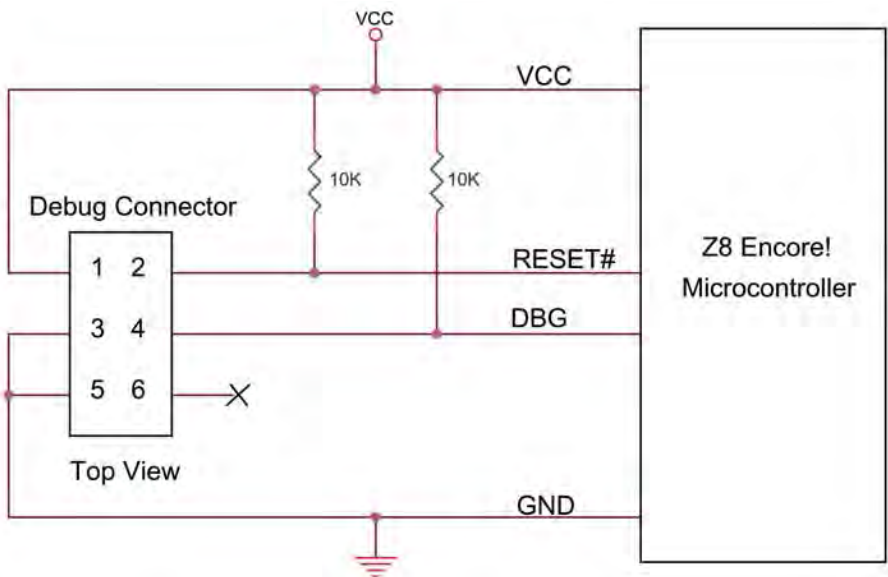 VCC
VCC
10K 10K
Debug Connector
1 2
RESET#
Z8 Encore!
Microcontroller
3 4
DBG
5 6
Top View
GND